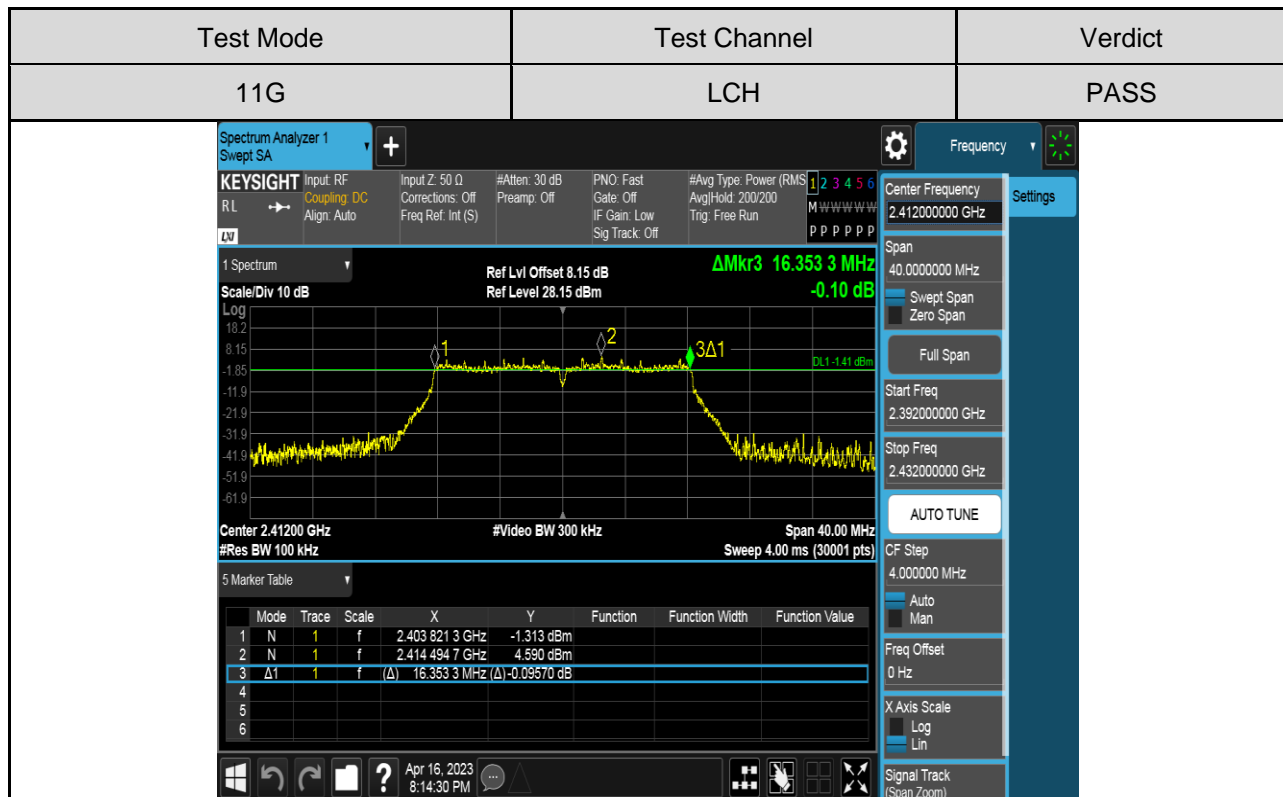 Test Mode Test Channel Verdict
11G LCH PASS
Spectrum Analyzer 1
Swept SA
+
Frequency
KEYSIGHT Input: RF Input Z: 50 Ω #Atten: 30 dB PNO: Fast #Avg Type: Power (RMS 1 2 3 4 5 6
RL Coupling: DC Corrections: Off Preamp: Off Gate: Off Avg|Hold: 200/200 M W W W W W
Align: Auto Freq Ref: Int (S) IF Gain: Low Trig: Free Run
LXI Sig Track: Off P P P P P P
Center Frequency
2.412000000 GHz
Settings
Span
40.0000000 MHz
Swept Span
Zero Span
Full Span
Start Freq
2.392000000 GHz
Stop Freq
2.432000000 GHz
AUTO TUNE
CF Step
4.000000 MHz
Auto
Man
Freq Offset
0 Hz
X Axis Scale
Log
Lin
Signal Track
(Span Zoom)
1 Spectrum Ref Lvl Offset 8.15 dB ΔMkr3 16.353 3 MHz
Scale/Div 10 dB Ref Level 28.15 dBm -0.10 dB
Log
18.2
8.15
-1.85
-11.9
-21.9
-31.9
-41.9
-51.9
-61.9
1
2
3Δ1
DL1 -1.41 dBm
Center 2.41200 GHz #Video BW 300 kHz Span 40.00 MHz
#Res BW 100 kHz Sweep 4.00 ms (30001 pts)
5 Marker Table
Mode Trace Scale X Y Function Function Width Function Value
1 N 1 f 2.403 821 3 GHz -1.313 dBm
2 N 1 f 2.414 494 7 GHz 4.590 dBm
3 Δ1 1 f (Δ) 16.353 3 MHz (Δ) -0.09570 dB
4
5
6
? Apr 16, 2023
8:14:30 PM